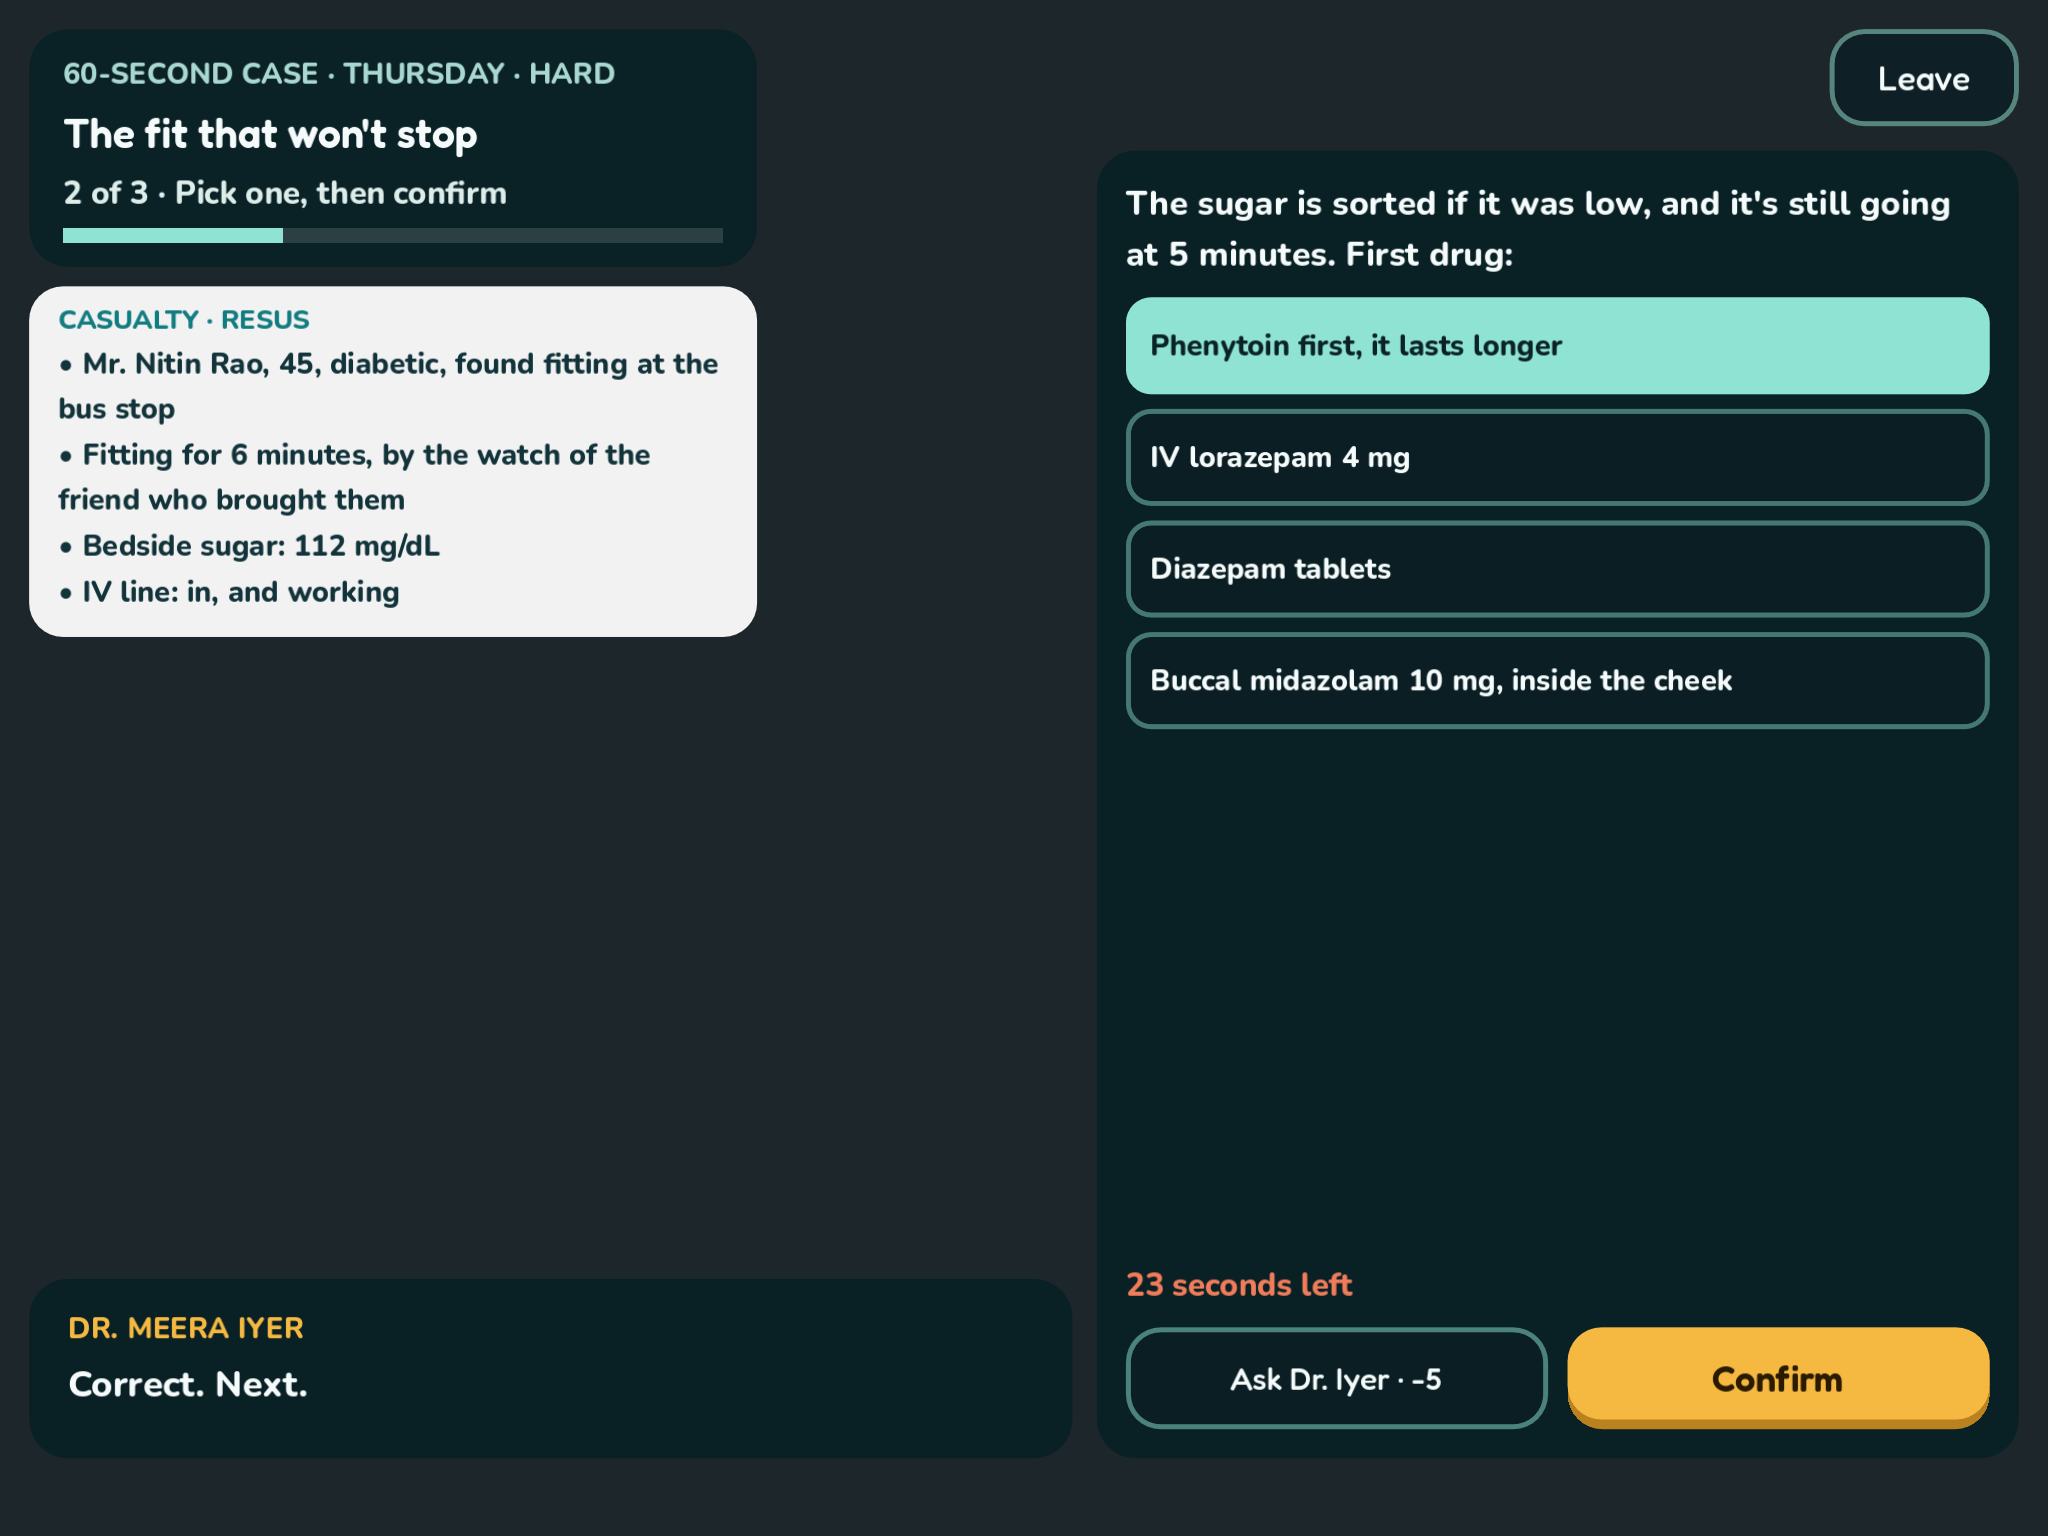 60-SECOND CASE · THURSDAY · HARD
The fit that won't stop
2 of 3 · Pick one, then confirm
CASUALTY · RESUS
• Mr. Nitin Rao, 45, diabetic, found fitting at the
bus stop
• Fitting for 6 minutes, by the watch of the
friend who brought them
• Bedside sugar: 112 mg/dL
• IV line: in, and working
DR. MEERA IYER
Correct. Next.
Leave
The sugar is sorted if it was low, and it's still going
at 5 minutes. First drug:
Phenytoin first, it lasts longer
IV lorazepam 4 mg
Diazepam tablets
Buccal midazolam 10 mg, inside the cheek
23 seconds left
Ask Dr. Iyer · -5
Confirm